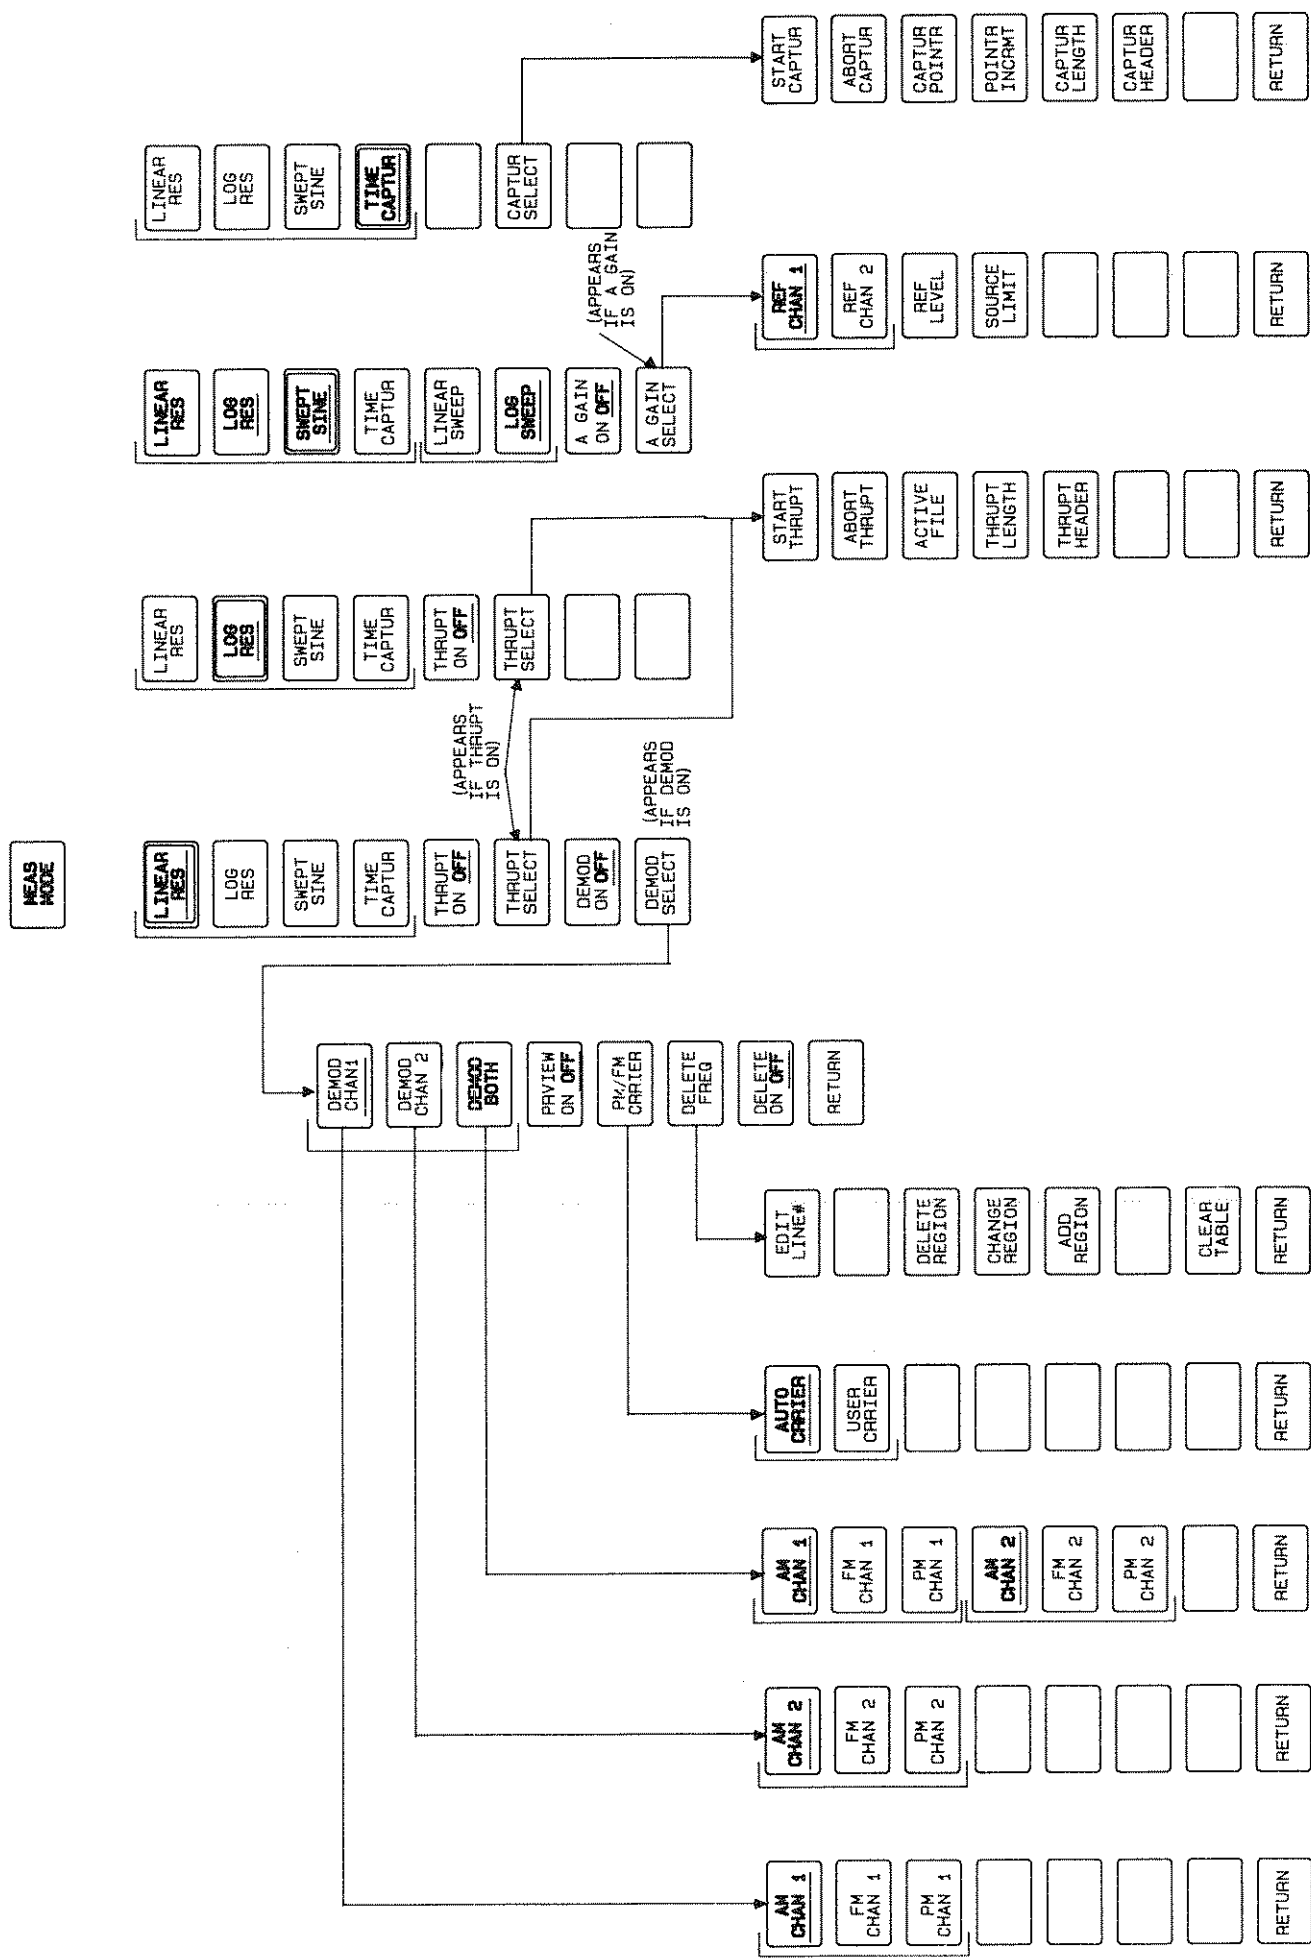 MEAS
MODE
LINEAR
RES
LOG
RES
SWEPT
SINE
TIME
CAPTUR
THRUPT
ON OFF
THRUPT
SELECT
DEMOD
ON OFF
DEMOD
SELECT
(APPEARS
IF THRUPT
IS ON)
(APPEARS
IF DEMOD
IS ON)
LINEAR
RES
LOG
RES
SWEPT
SINE
TIME
CAPTUR
THRUPT
ON OFF
THRUPT
SELECT
LINEAR
RES
LOG
RES
SWEPT
SINE
TIME
CAPTUR
LINEAR
SWEEP
LOG
SWEEP
A GAIN
ON OFF
A GAIN
SELECT
(APPEARS
IF A GAIN
IS ON)
LINEAR
RES
LOG
RES
SWEPT
SINE
TIME
CAPTUR
CAPTUR
SELECT
DEMOD
CHAN1
DEMOD
CHAN 2
DEMOD
BOTH
PRVIEW
ON OFF
PM/FM
CRRIER
DELETE
FREQ
DELETE
ON OFF
RETURN
AM
CHAN 1
FM
CHAN 1
PM
CHAN 1
RETURN
AM
CHAN 2
FM
CHAN 2
PM
CHAN 2
RETURN
AM
CHAN 1
FM
CHAN 1
PM
CHAN 1
AM
CHAN 2
FM
CHAN 2
PM
CHAN 2
RETURN
AUTO
CRRIER
USER
CRRIER
RETURN
EDIT
LINE#
DELETE
REGION
CHANGE
REGION
ADD
REGION
CLEAR
TABLE
RETURN
START
THRUPT
ABORT
THRUPT
ACTIVE
FILE
THRUPT
LENGTH
THRUPT
HEADER
RETURN
REF
CHAN 1
REF
CHAN 2
REF
LEVEL
SOURCE
LIMIT
RETURN
START
CAPTUR
ABORT
CAPTUR
CAPTUR
POINTR
POINTR
INCRMT
CAPTUR
LENGTH
CAPTUR
HEADER
RETURN